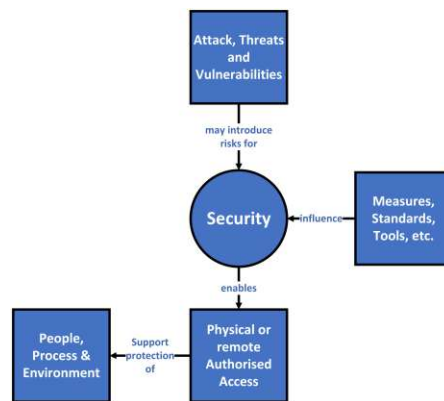 Attack, Threats
and
Vulnerabilities
may introduce
risks for
Security
influence
Measures,
Standards,
Tools, etc.
enables
People,
Process &
Environment
Support
protection
of
Physical or
remote
Authorised
Access